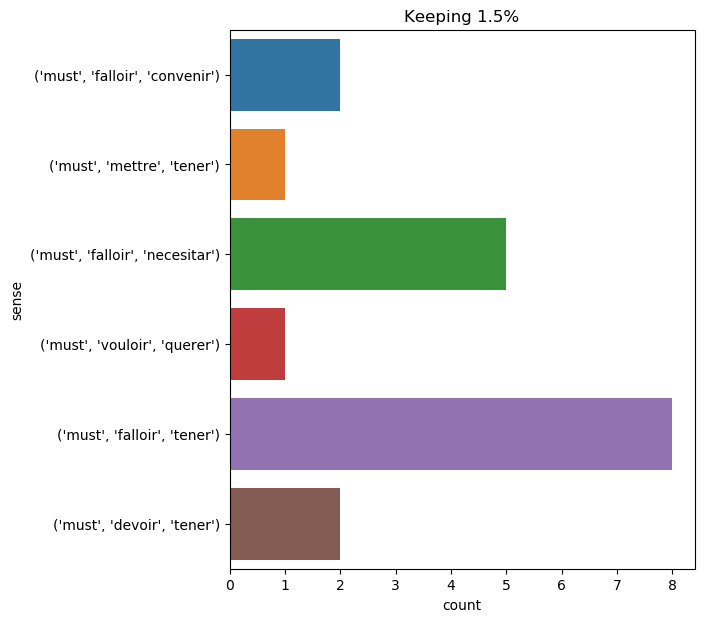 Keeping 1.5%
('must', 'falloir', 'convenir')
('must', 'mettre', 'tener')
('must', 'falloir', 'necesitar')
('must', 'vouloir', 'querer')
('must', 'falloir', 'tener')
('must', 'devoir', 'tener')
sense
0 1 2 3 4 5 6 7 8
count